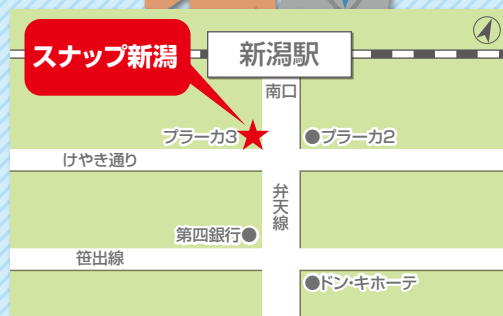 スナップ新潟
新潟駅
南口
プラーカ3
●プラーカ2
けやき通り
弁天線
第四銀行●
笹出線
●ドン・キホーテ